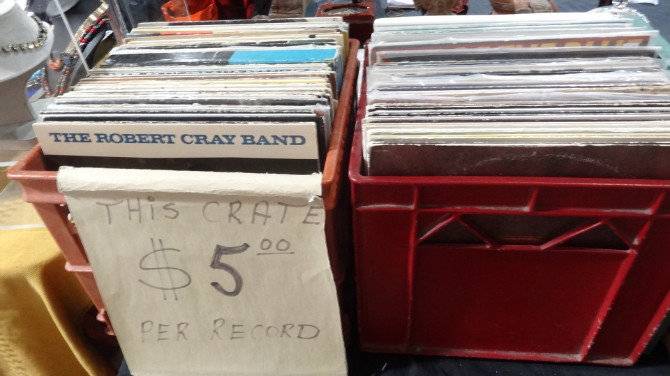 THE ROBERT CRAY BAND
THIS CRATE
$5.00
PER RECORD